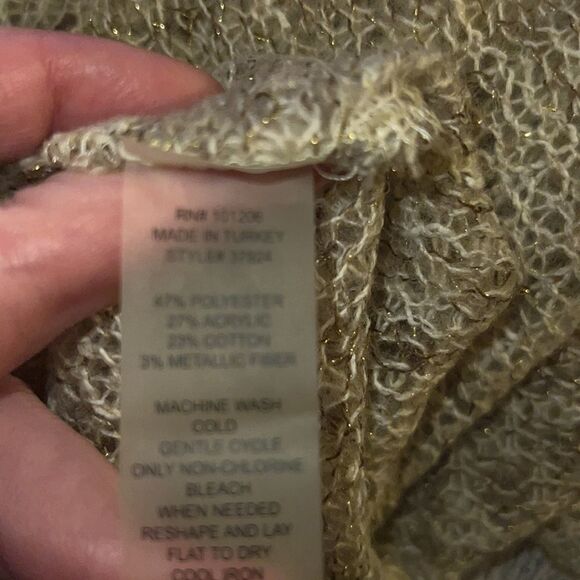 RN# 101206
MADE IN TURKEY
STYLE# 37924
47% POLYESTER
27% ACRYLIC
23% COTTON
3% METALLIC FIBER
MACHINE WASH
COLD
GENTLE CYCLE
ONLY NON-CHLORINE
BLEACH
WHEN NEEDED
RESHAPE AND LAY
FLAT TO DRY
COOL IRON